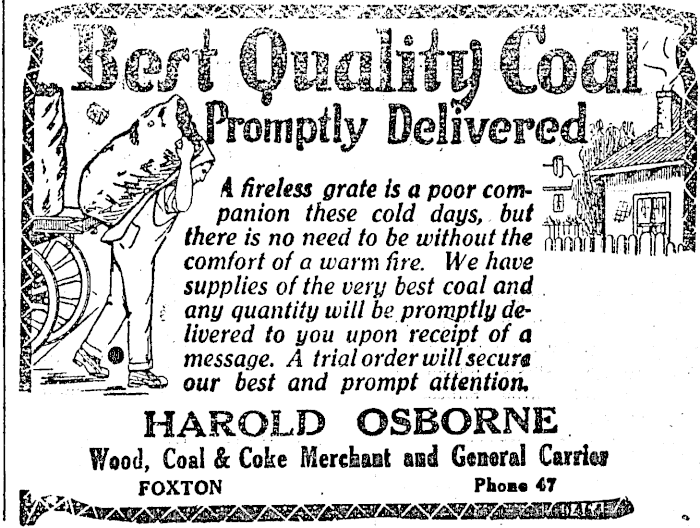 Best Quality Coal
Promptly Delivered
A fireless grate is a poor com-
panion these cold days, but
there is no need to be without the
comfort of a warm fire. We have
supplies of the very best coal and
any quantity will be promptly de-
livered to you upon receipt of a
message. A trial order will secure
our best and prompt attention.
HAROLD OSBORNE
Wood, Coal & Coke Merchant and General Carrier
FOXTON Phone 47